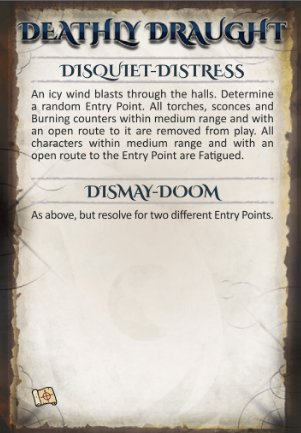 DEATHLY DRAUGHT
DISQUIET-DISTRESS
An icy wind blasts through the halls. Determine
a random Entry Point. All torches, sconces and
Burning counters within medium range and with
an open route to it are removed from play. All
characters within medium range and with an
open route to the Entry Point are Fatigued.
DISMAY-DOOM
As above, but resolve for two different Entry Points.